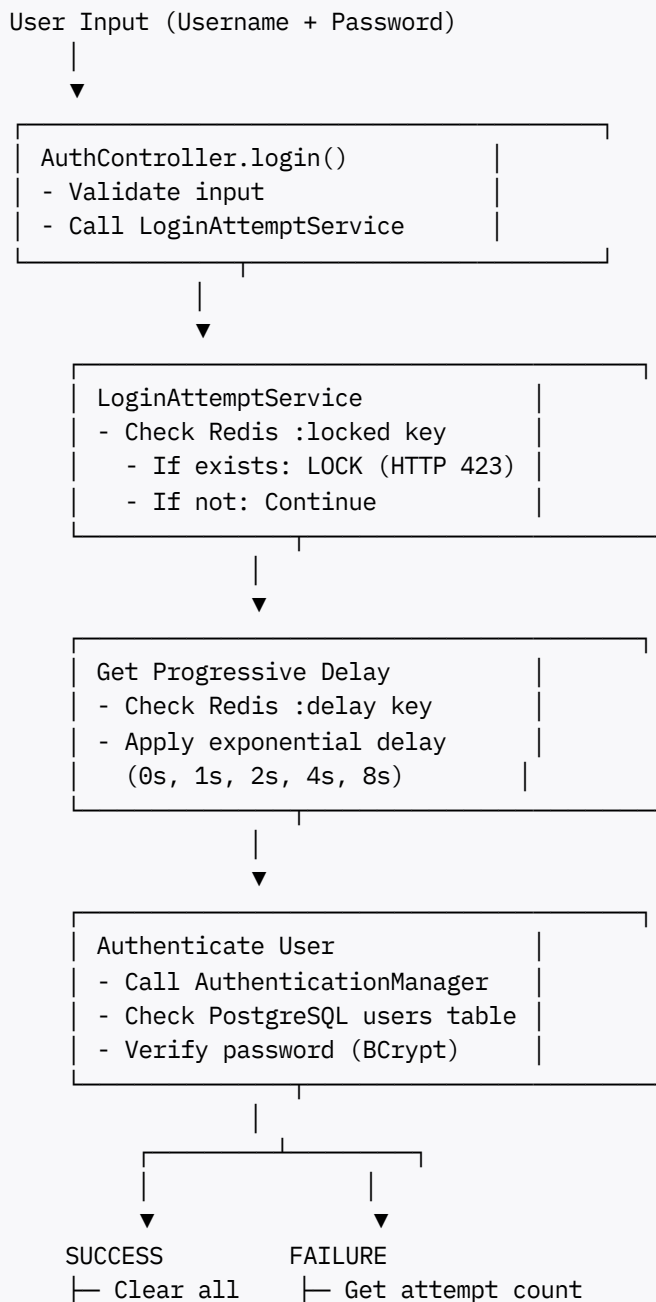 User Input (Username + Password)
AuthController.login()
- Validate input
- Call LoginAttemptService
LoginAttemptService
- Check Redis :locked key
- If exists: LOCK (HTTP 423)
- If not: Continue
Get Progressive Delay
- Check Redis :delay key
- Apply exponential delay
(0s, 1s, 2s, 4s, 8s)
Authenticate User
- Call AuthenticationManager
- Check PostgreSQL users table
- Verify password (BCrypt)
SUCCESS FAILURE
├─ Clear all ├─ Get attempt count